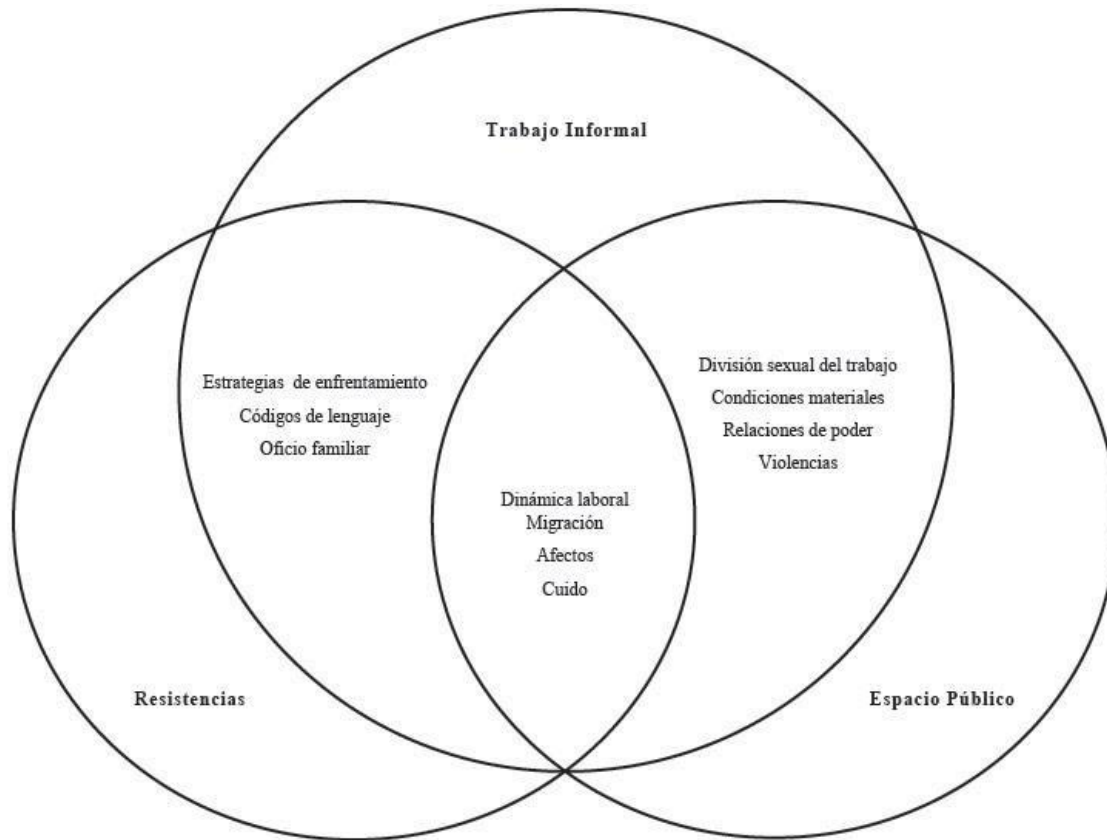 Trabajo Informal
Estrategias de enfrentamiento
Códigos de lenguaje
Oficio familiar
División sexual del trabajo
Condiciones materiales
Relaciones de poder
Violencias
Dinámica laboral
Migración
Afectos
Cuido
Resistencias
Espacio Público